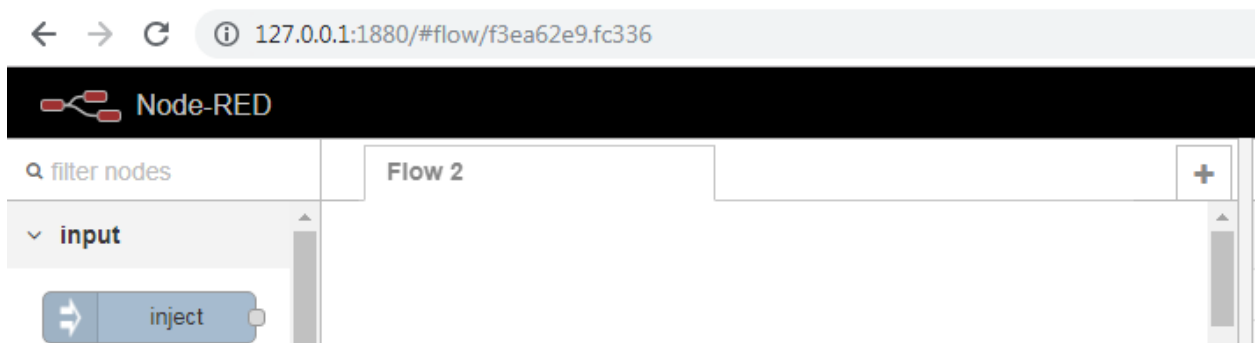 127.0.0.1:1880/#flow/f3ea62e9.fc336
Node-RED
filter nodes
Flow 2
+
input
inject